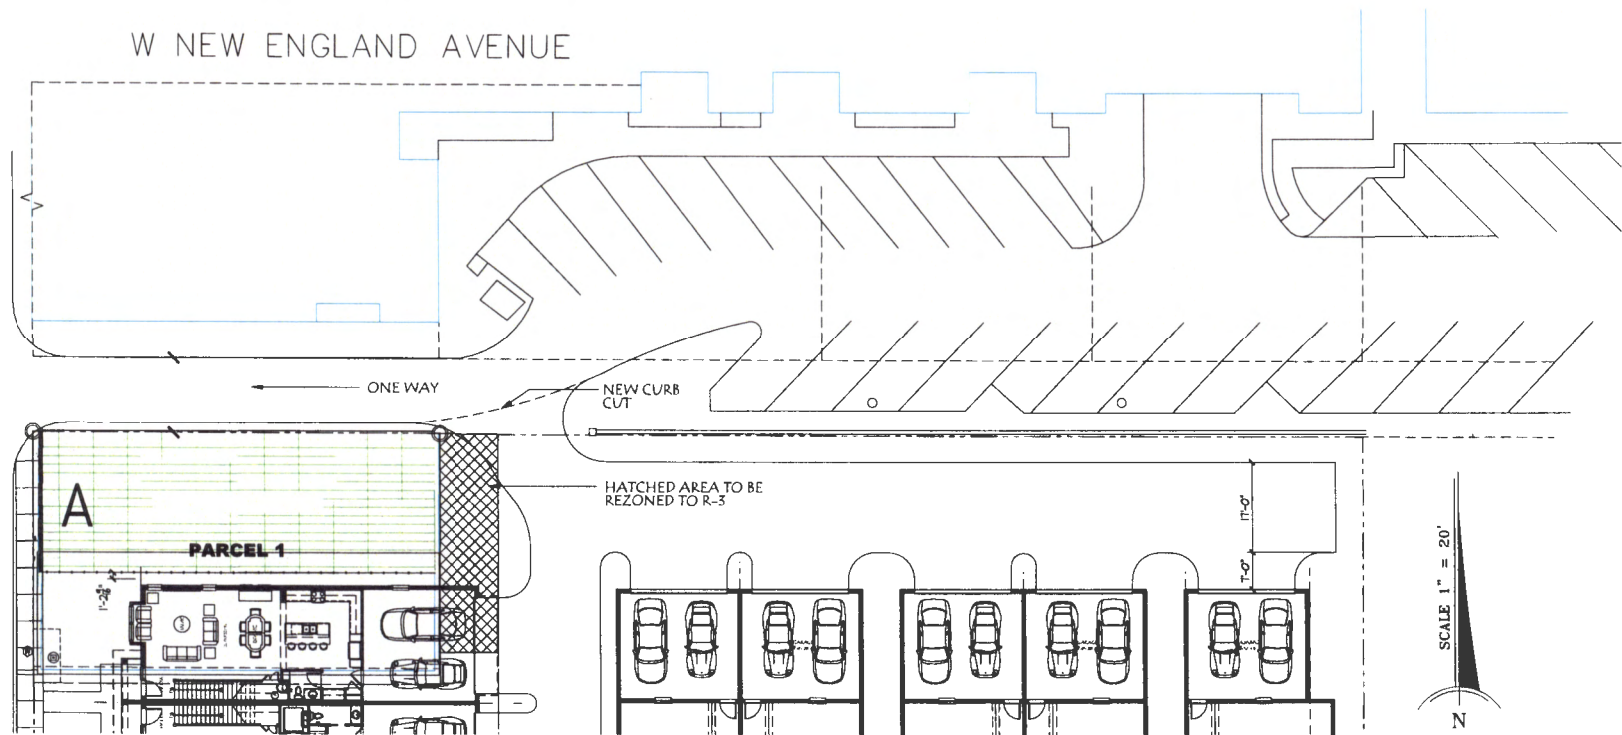 W NEW ENGLAND AVENUE
ONE WAY
NEW CURB
CUT
HATCHED AREA TO BE
REZONED TO R-3
A
PARCEL 1
17'-0"
7'-0"
SCALE 1" = 20'
N